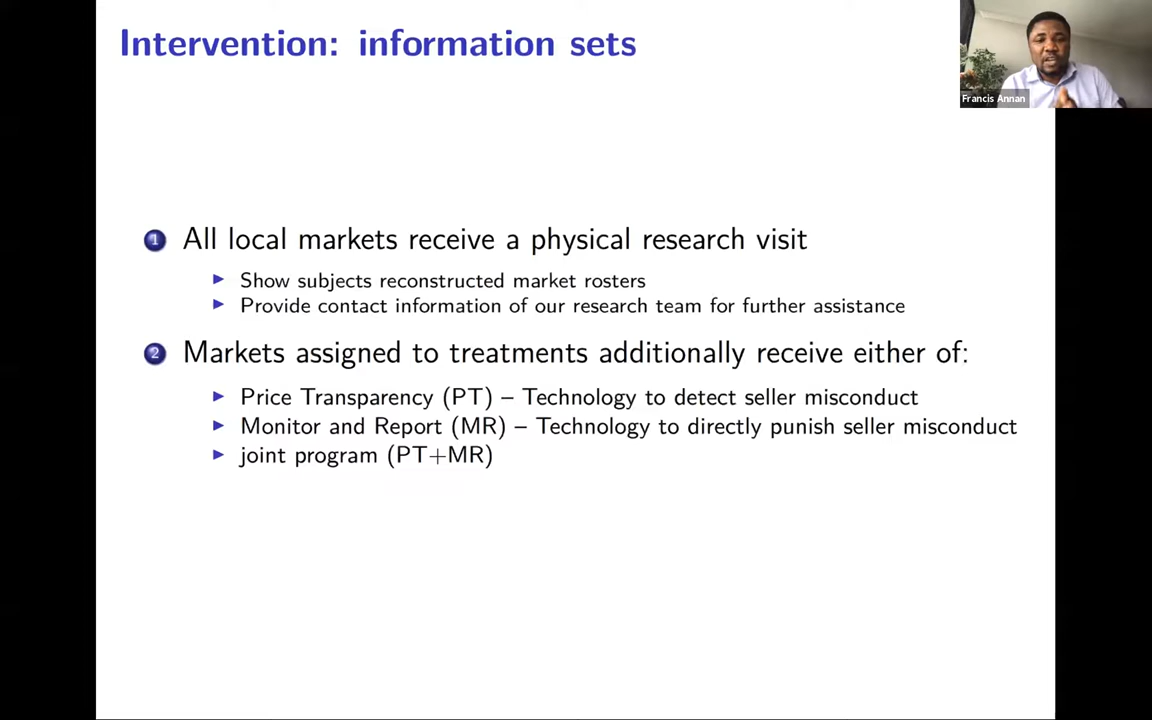 Intervention: information sets
Francis Annan
1 All local markets receive a physical research visit
Show subjects reconstructed market rosters
Provide contact information of our research team for further assistance
2 Markets assigned to treatments additionally receive either of:
Price Transparency (PT) – Technology to detect seller misconduct
Monitor and Report (MR) – Technology to directly punish seller misconduct
joint program (PT+MR)